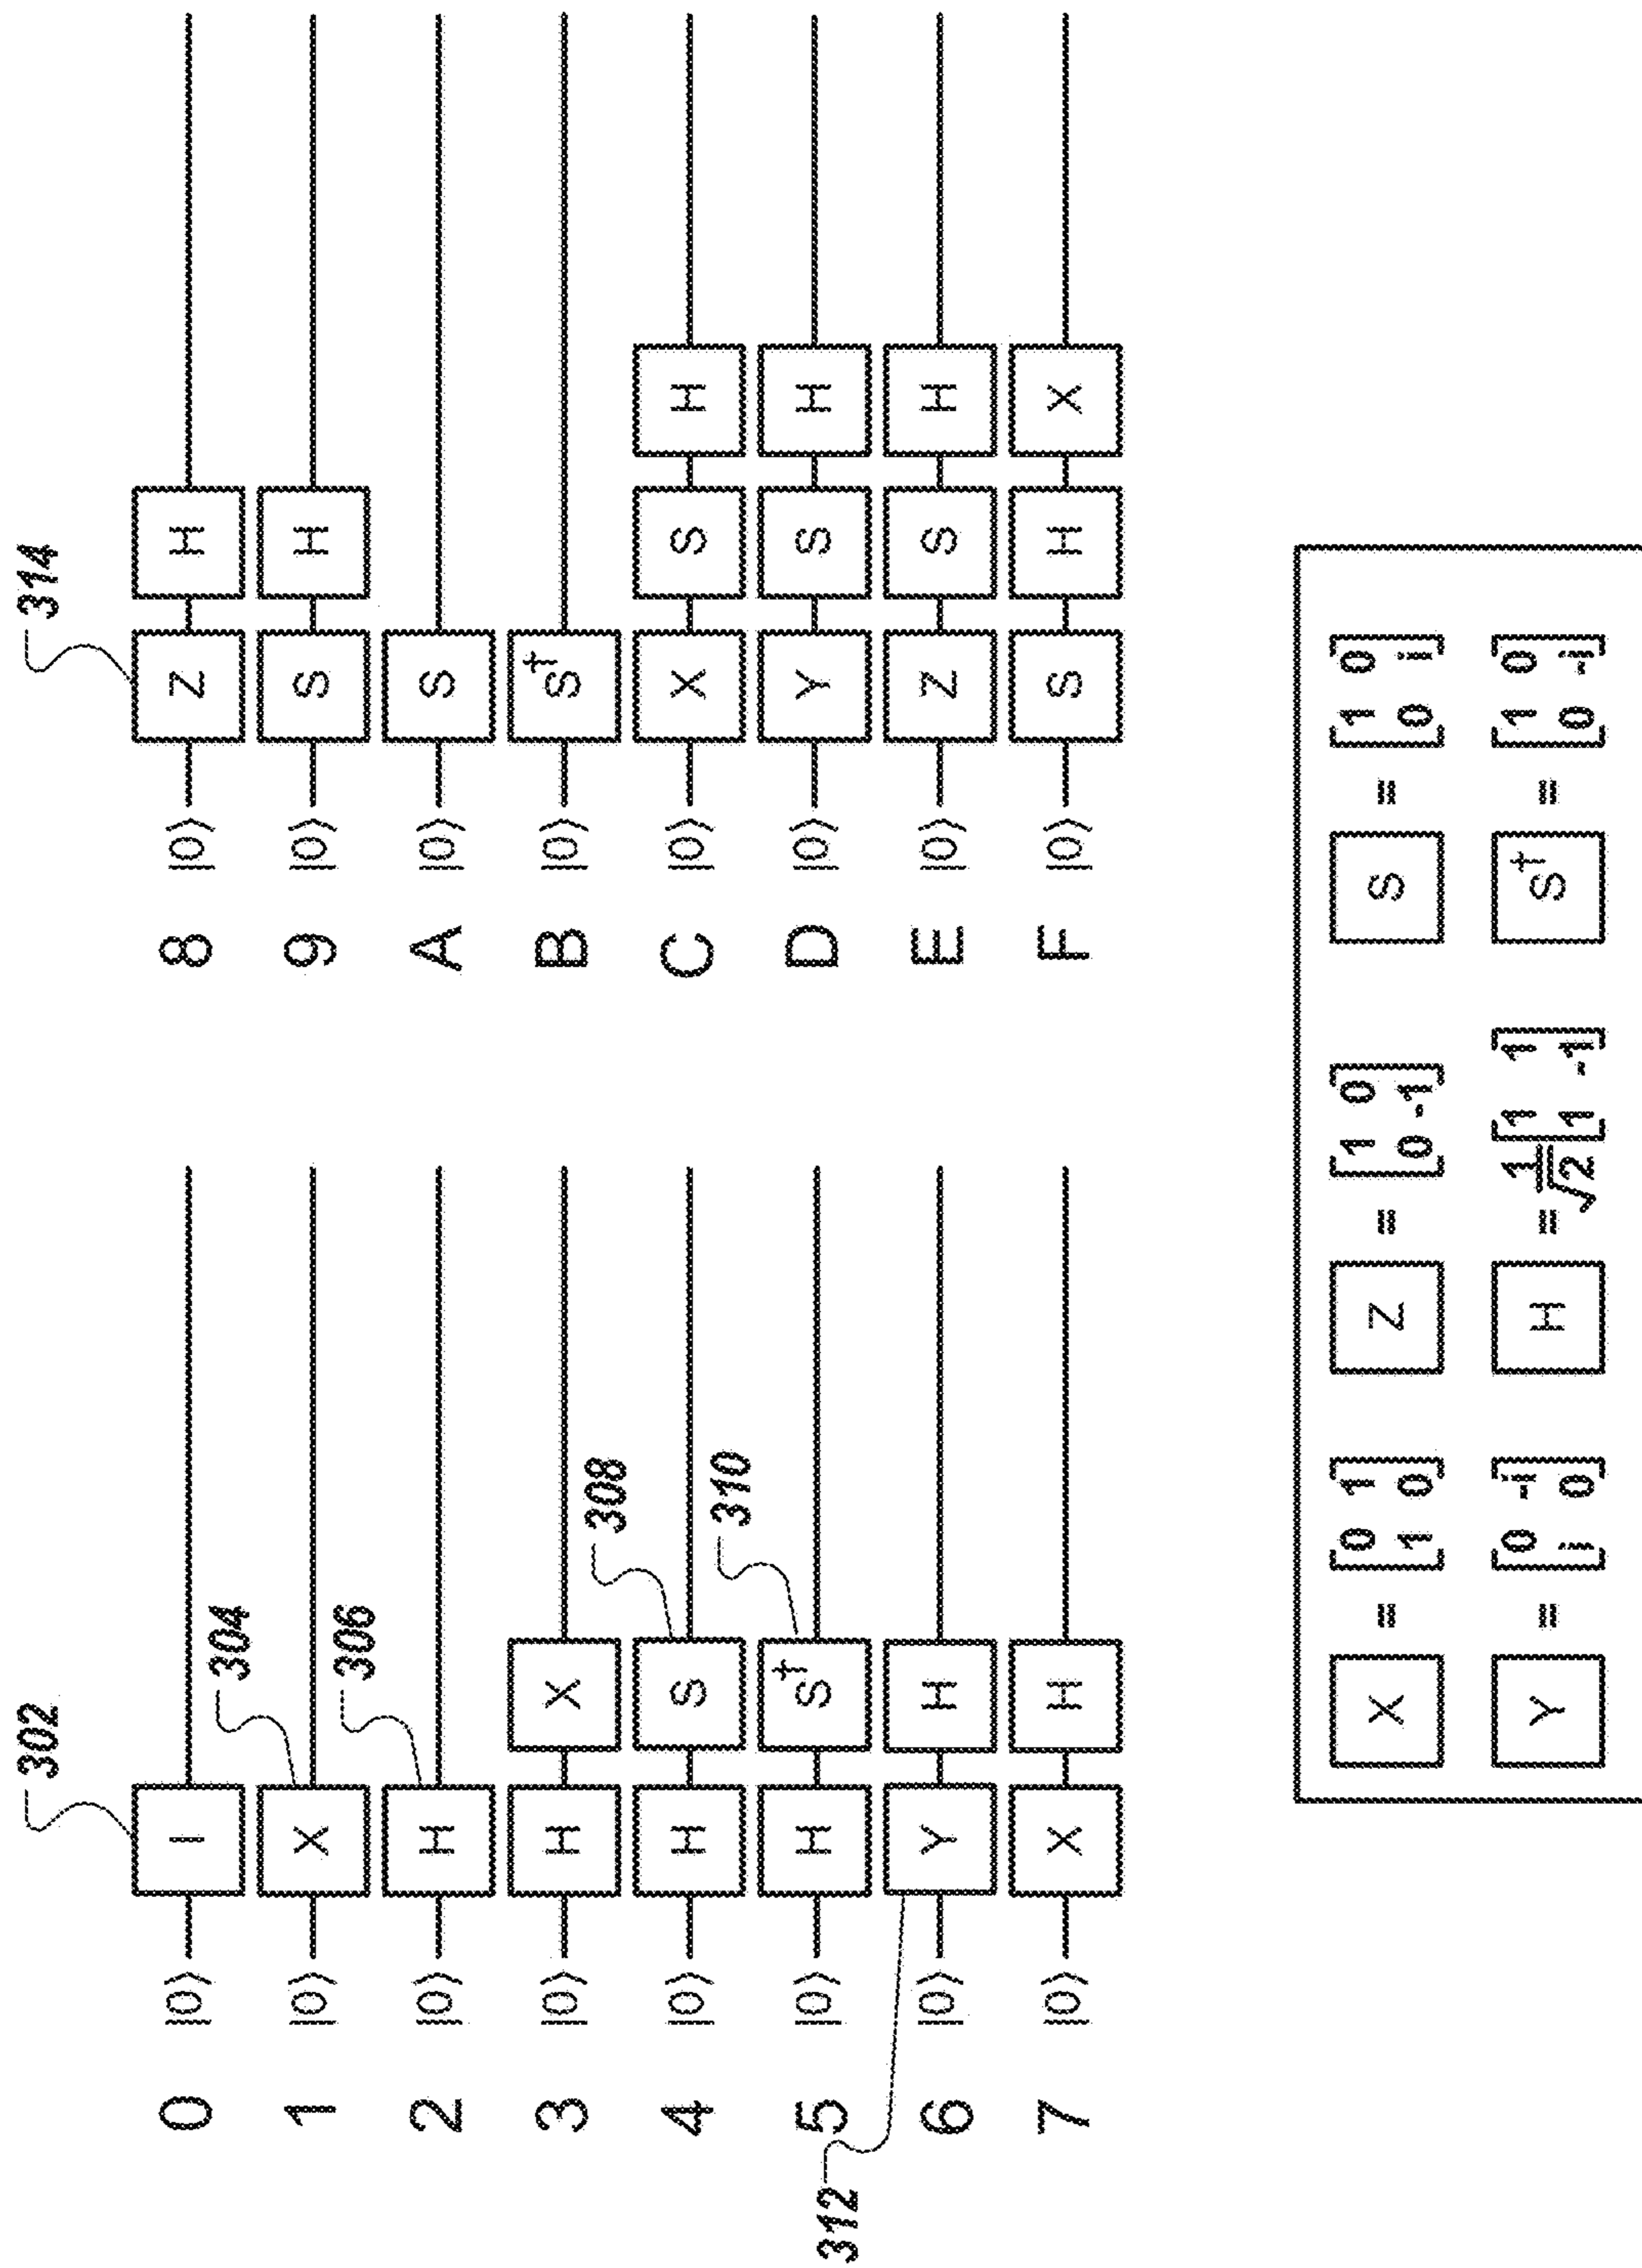 302 314
0 |0⟩ I 8 |0⟩ Z H
304
1 |0⟩ X 9 |0⟩ S H
306
2 |0⟩ H A |0⟩ S
3 |0⟩ H X B |0⟩ S†
308
4 |0⟩ H S C |0⟩ X S H
310
5 |0⟩ H S† D |0⟩ Y S H
312
6 |0⟩ Y H E |0⟩ Z S H
7 |0⟩ X H F |0⟩ S H X
X = [0 1 Z = [1 0 S = [1 0
1 0] 0 -1] 0 i]
Y = [0 -i H = 1/√2 [1 1 S† = [1 0
i 0] 1 -1] 0 -i]